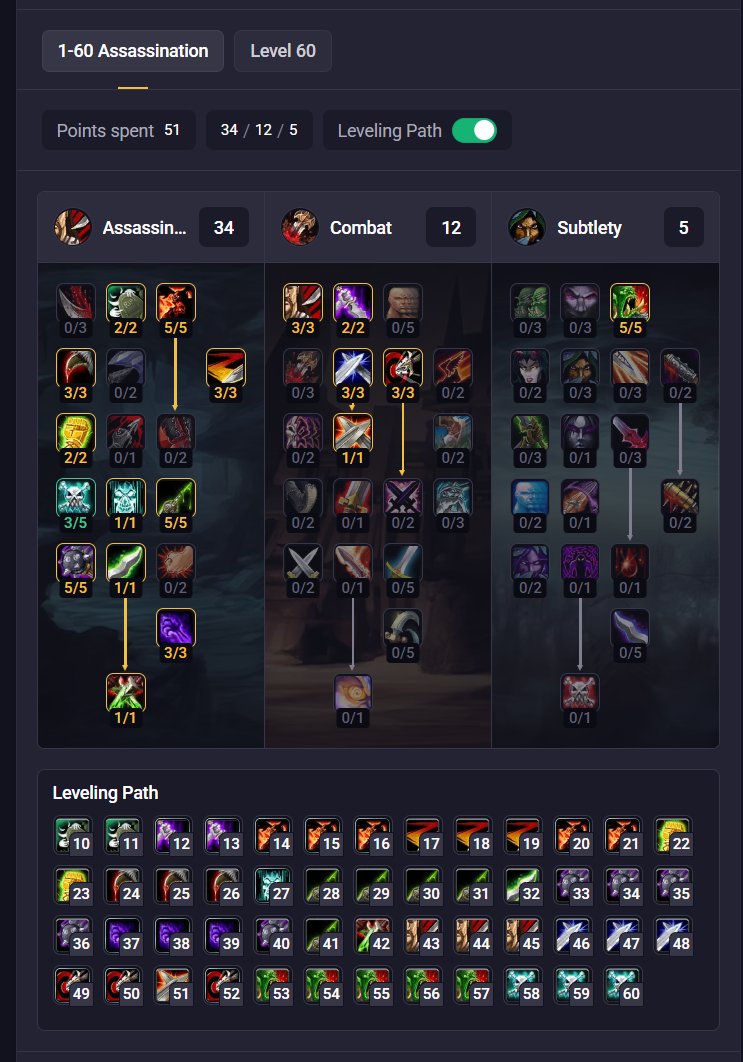 1-60 Assassination Level 60
Points spent 51 34 / 12 / 5 Leveling Path
Assassin... 34 Combat 12 Subtlety 5
0/3 2/2 5/5 3/3 2/2 0/5 0/3 0/3 5/5
3/3 0/2 3/3 0/3 3/3 3/3 0/2 0/2 0/3 0/3 0/2
2/2 0/1 0/2 0/2 1/1 0/2 0/3 0/1 0/3
3/5 1/1 5/5 0/2 0/1 0/2 0/3 0/2 0/1 0/2
5/5 1/1 0/2 0/2 0/1 0/5 0/2 0/1 0/1
3/3 0/5 0/5
1/1 0/1 0/1
Leveling Path
10 11 12 13 14 15 16 17 18 19 20 21 22
23 24 25 26 27 28 29 30 31 32 33 34 35
36 37 38 39 40 41 42 43 44 45 46 47 48
49 50 51 52 53 54 55 56 57 58 59 60